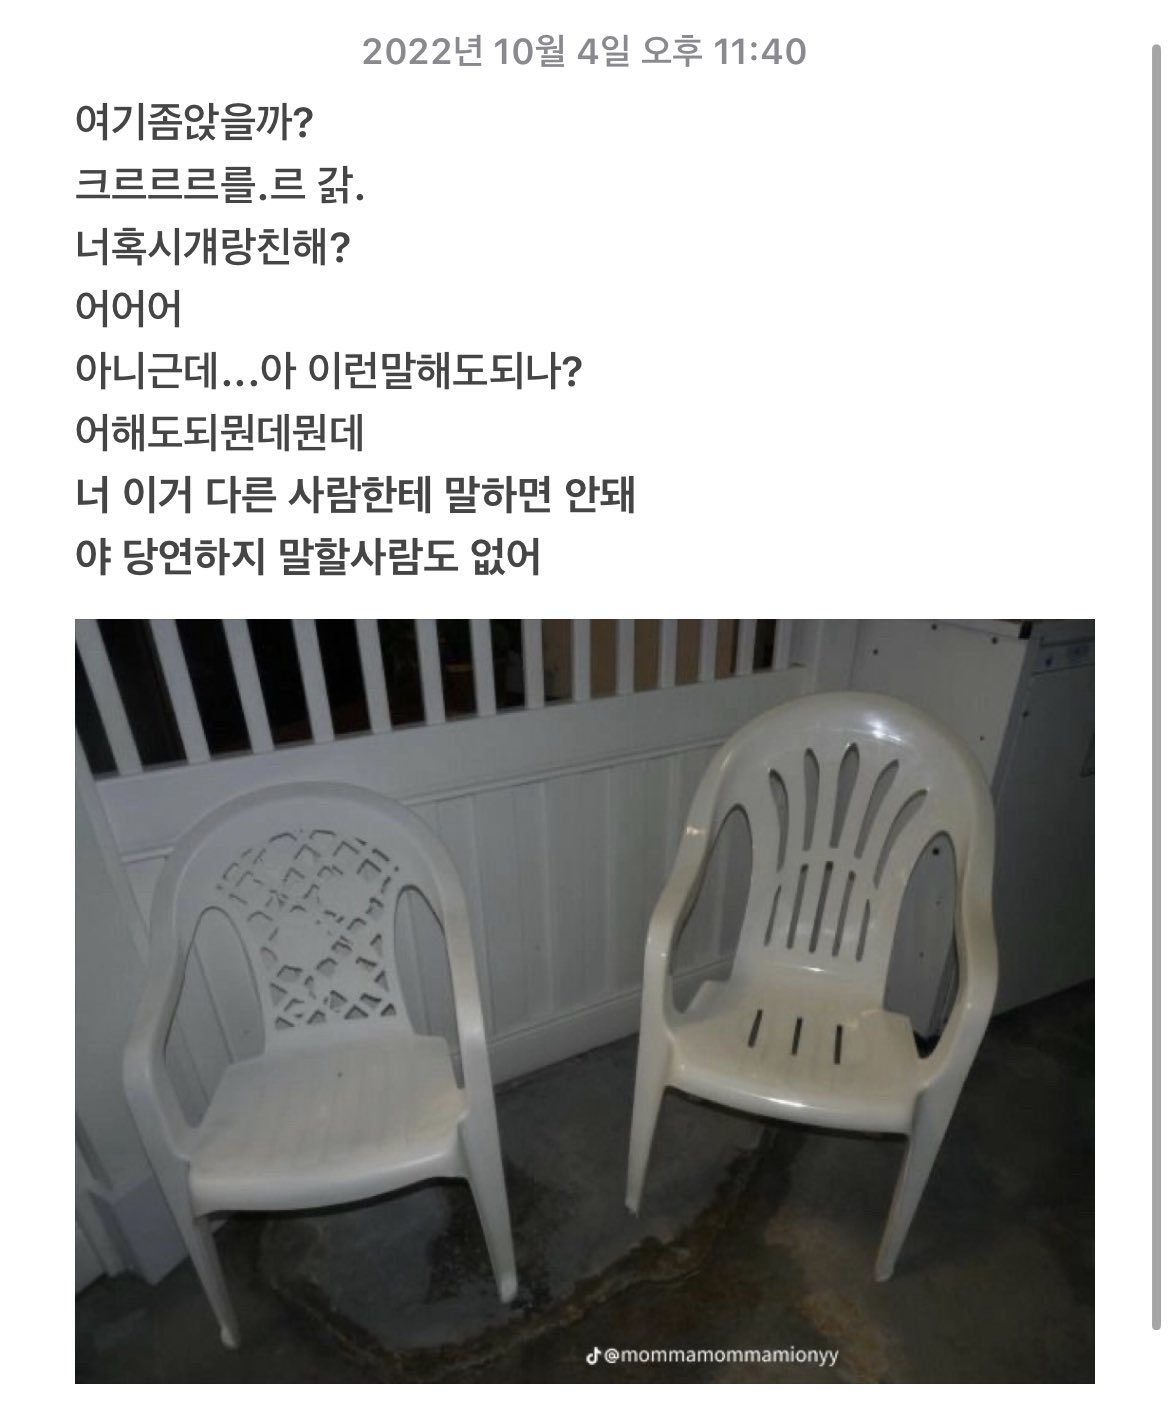 2022년 10월 4일 오후 11:40
여기좀앉을까?
크르르르를.르 갉.
너혹시걔랑친해?
어어어
아니근데...아 이런말해도되나?
어해도되뭔데뭔데
너 이거 다른 사람한테 말하면 안돼
야 당연하지 말할사람도 없어
@mommamommamionyy